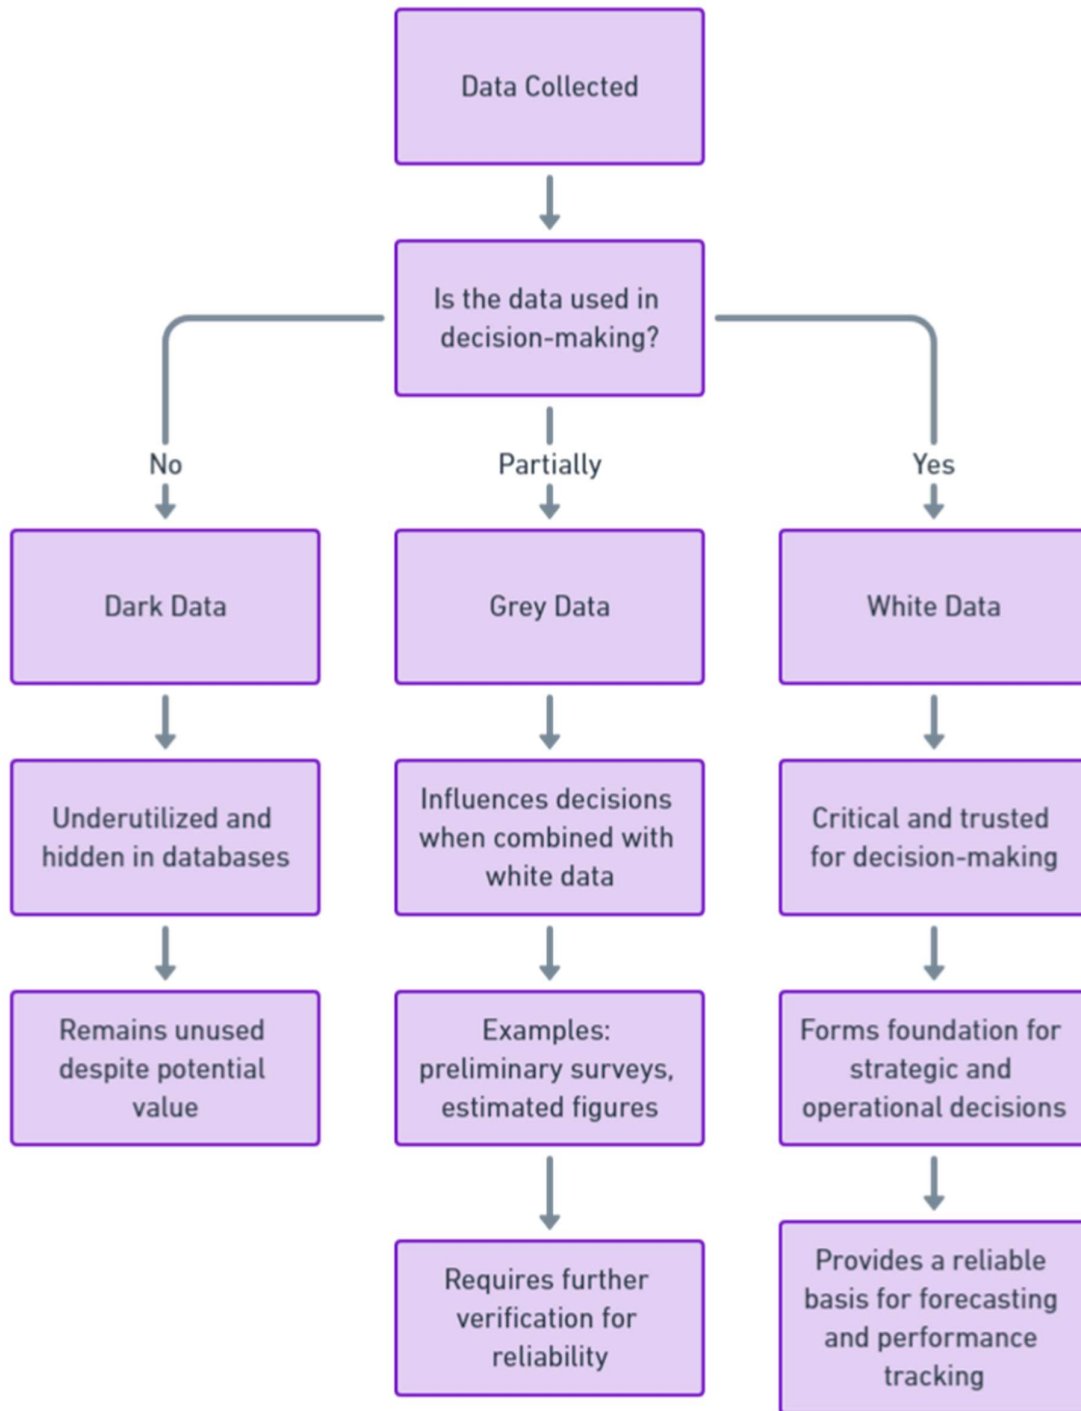 Data Collected
Is the data used in
decision-making?
No
Partially
Yes
Dark Data
Grey Data
White Data
Underutilized and
hidden in databases
Influences decisions
when combined with
white data
Critical and trusted
for decision-making
Remains unused
despite potential
value
Examples:
preliminary surveys,
estimated figures
Forms foundation for
strategic and
operational decisions
Requires further
verification for
reliability
Provides a reliable
basis for forecasting
and performance
tracking